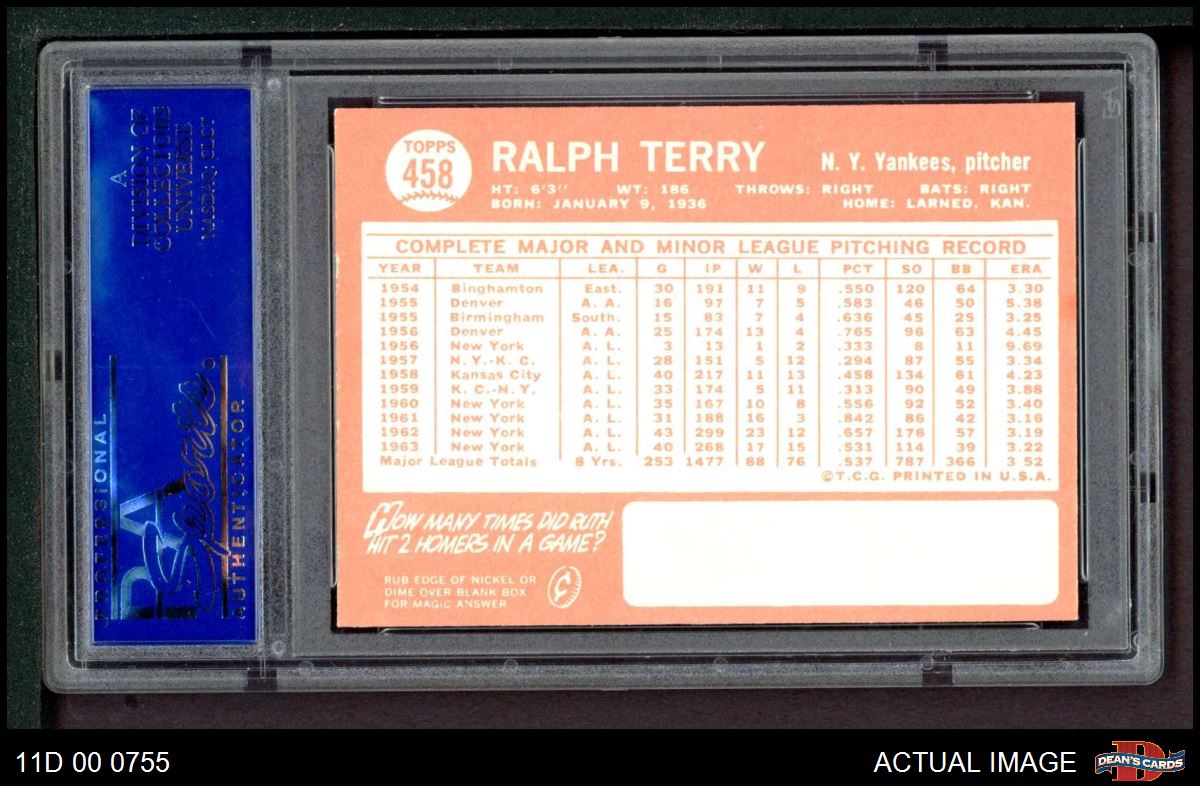 A
DIVISION OF
COLLECTORS
UNIVERSE
NASDAQ: CLCT
PROFESSIONAL
PSA
Sports
AUTHENTICATOR
TOPPS
458
RALPH TERRY
N. Y. Yankees, pitcher
HT: 6'3" WT: 186 THROWS: RIGHT BATS: RIGHT
BORN: JANUARY 9, 1936 HOME: LARNED, KAN.
COMPLETE MAJOR AND MINOR LEAGUE PITCHING RECORD
YEAR TEAM LEA. G IP W L PCT SO BB ERA
1954 Binghamton East. 30 191 11 9 .550 120 64 3.30
1955 Denver A. A. 16 97 7 5 .583 46 50 5.38
1955 Birmingham South. 15 83 7 4 .636 45 25 3.25
1956 Denver A. A. 25 174 13 4 .765 96 63 4.45
1956 New York A. L. 3 13 1 2 .333 8 11 9.69
1957 N.Y.-K. C. A. L. 28 151 5 12 .294 87 55 3.34
1958 Kansas City A. L. 40 217 11 13 .458 134 61 4.23
1959 K. C.-N.Y. A. L. 33 174 5 11 .313 90 49 3.88
1960 New York A. L. 35 167 10 8 .556 92 52 3.40
1961 New York A. L. 31 188 16 3 .842 86 42 3.16
1962 New York A. L. 43 299 23 12 .657 176 57 3.19
1963 New York A. L. 40 268 17 15 .531 114 39 3.22
Major League Totals 8 Yrs. 253 1477 88 76 .537 787 366 3 52
©T.C.G. PRINTED IN U.S.A.
HOW MANY TIMES DID RUTH
HIT 2 HOMERS IN A GAME?
RUB EDGE OF NICKEL OR
DIME OVER BLANK BOX
FOR MAGIC ANSWER
11D 00 0755
ACTUAL IMAGE
D
DEAN'S CARDS